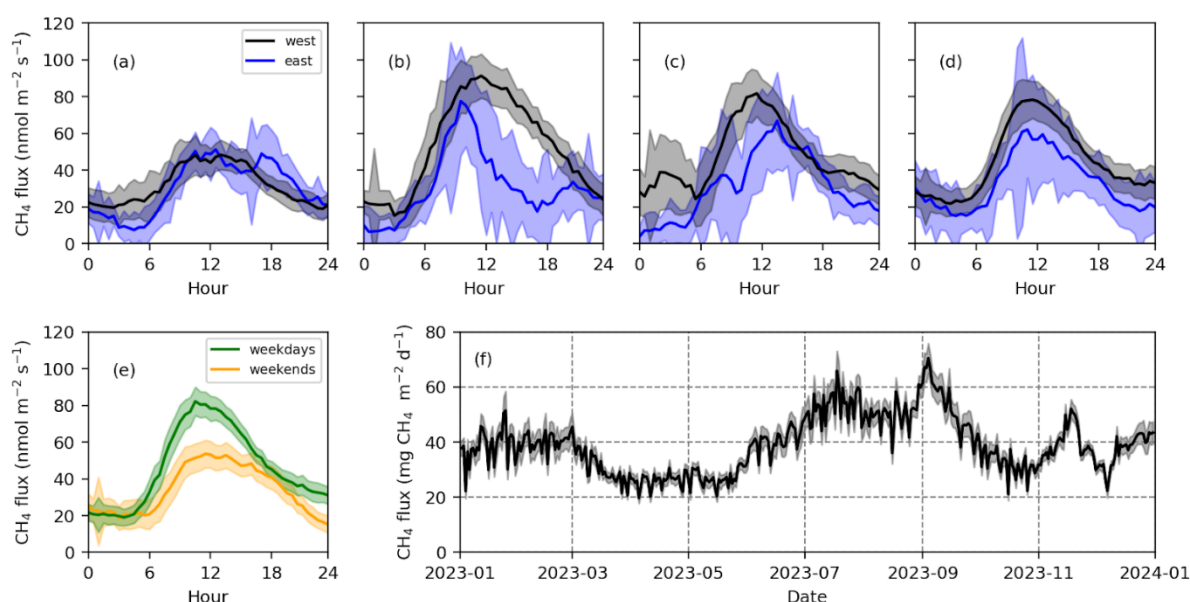 120
100
80
60
40
20
0
CH₄ flux (nmol m⁻² s⁻¹)
(a)
west
east
0 6 12 18 24
Hour
(b)
0 6 12 18 24
Hour
(c)
0 6 12 18 24
Hour
(d)
0 6 12 18 24
Hour
120
100
80
60
40
20
0
CH₄ flux (nmol m⁻² s⁻¹)
(e)
weekdays
weekends
0 6 12 18 24
Hour
80
60
40
20
0
CH₄ flux (mg CH₄ m⁻² d⁻¹)
(f)
2023-01 2023-03 2023-05 2023-07 2023-09 2023-11 2024-01
Date